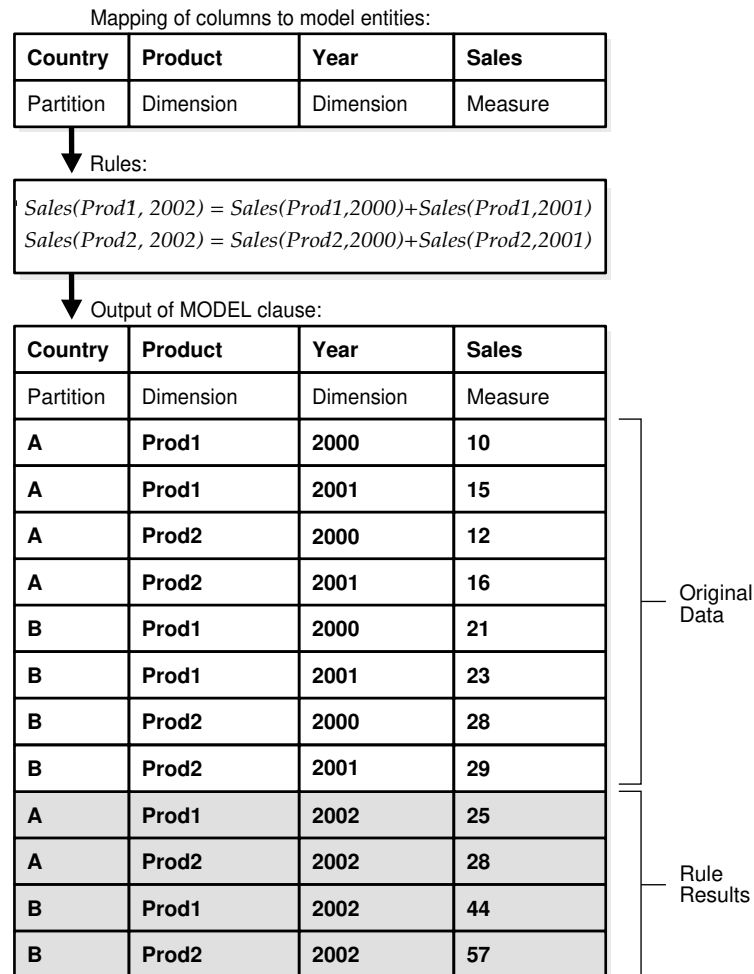 Mapping of columns to model entities:
Country Product Year Sales
Partition Dimension Dimension Measure
Rules:
Sales(Prod1, 2002) = Sales(Prod1,2000)+Sales(Prod1,2001)
Sales(Prod2, 2002) = Sales(Prod2,2000)+Sales(Prod2,2001)
Output of MODEL clause:
Country Product Year Sales
Partition Dimension Dimension Measure
A Prod1 2000 10
A Prod1 2001 15
A Prod2 2000 12
A Prod2 2001 16
B Prod1 2000 21
B Prod1 2001 23
B Prod2 2000 28
B Prod2 2001 29
Original
Data
A Prod1 2002 25
A Prod2 2002 28
B Prod1 2002 44
B Prod2 2002 57
Rule
Results